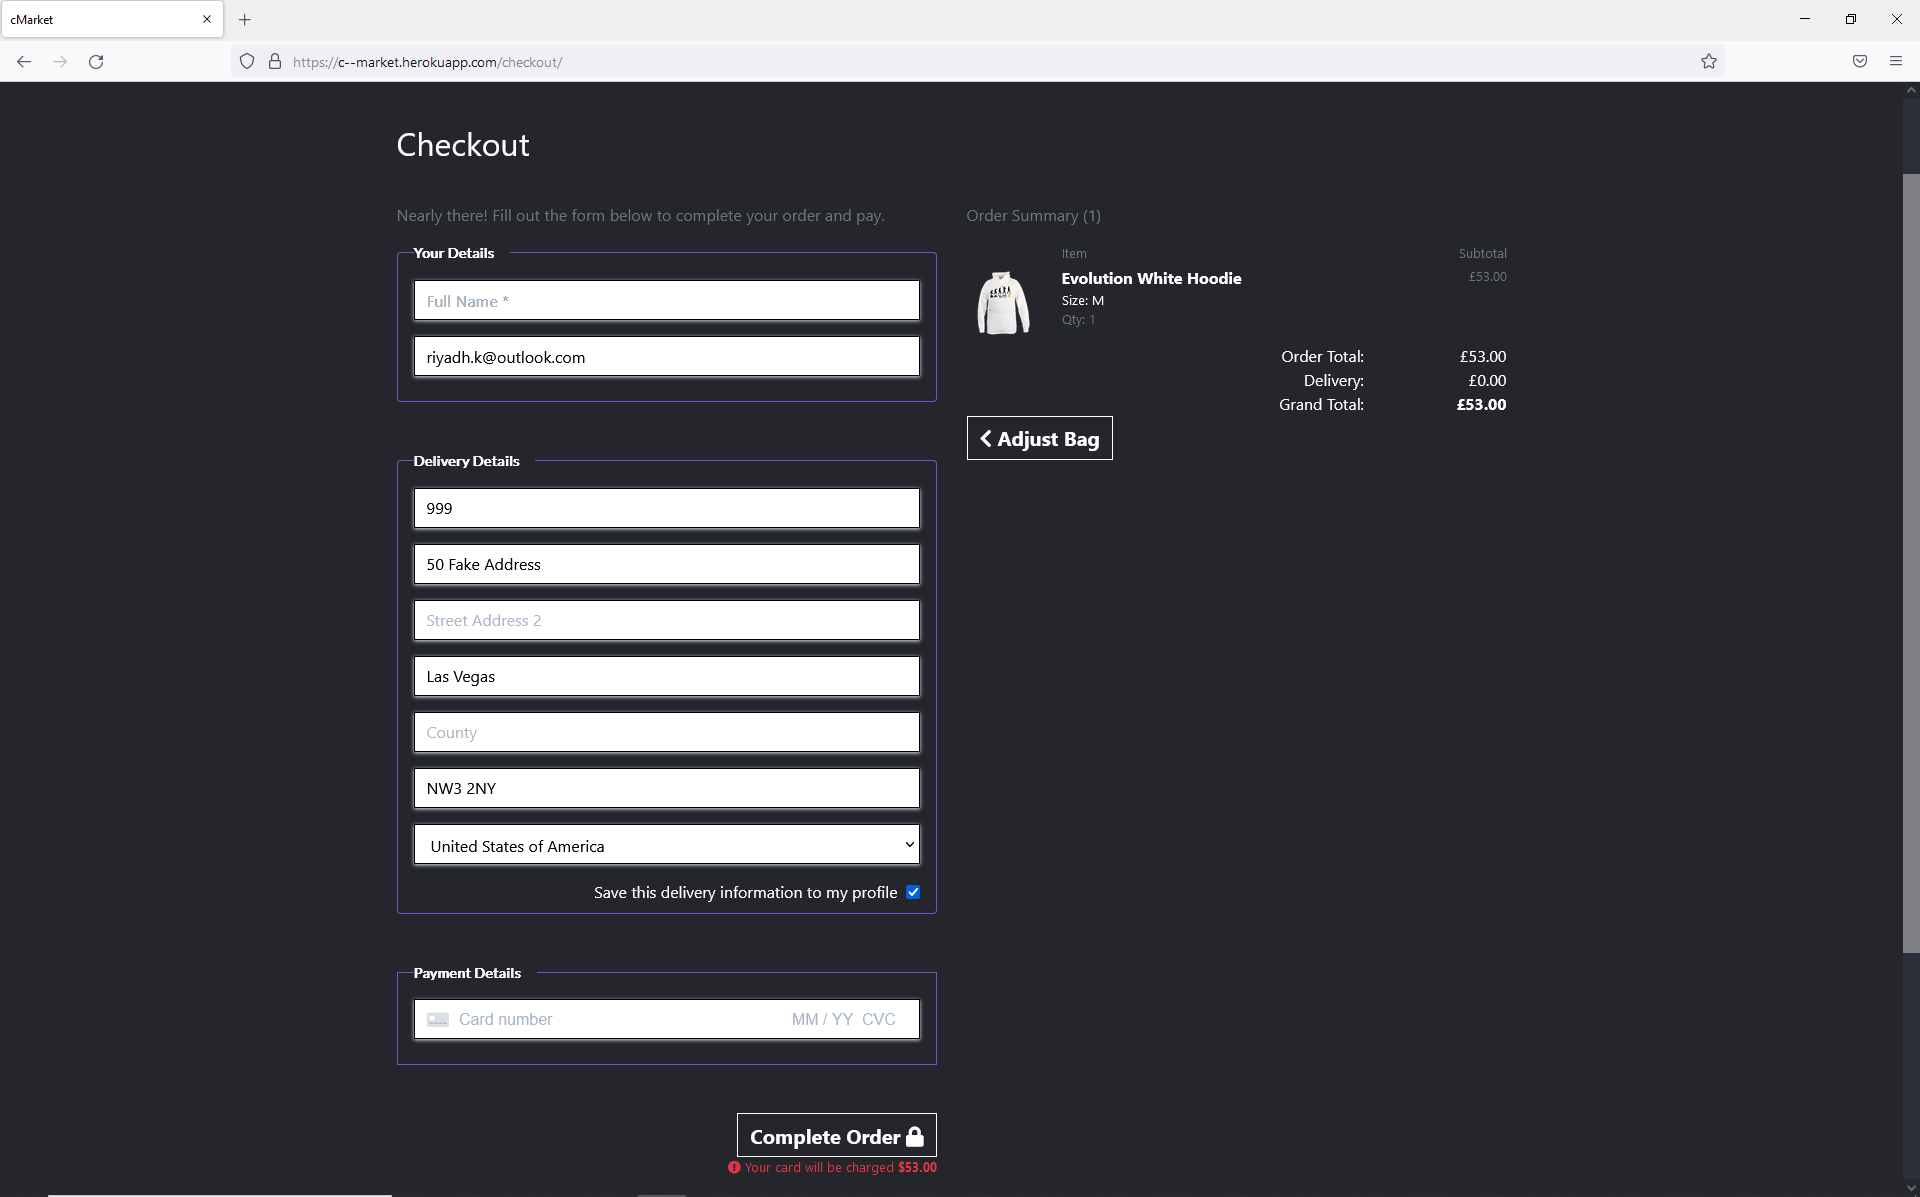 cMarket
https://c--market.herokuapp.com/checkout/
Checkout
Nearly there! Fill out the form below to complete your order and pay.
Your Details
Full Name *
riyadh.k@outlook.com
Delivery Details
999
50 Fake Address
Street Address 2
Las Vegas
County
NW3 2NY
United States of America
Save this delivery information to my profile
Payment Details
Card number MM / YY CVC
Complete Order
Your card will be charged $53.00
Order Summary (1)
Item Subtotal
Evolution White Hoodie £53.00
Size: M
Qty: 1
Order Total: £53.00
Delivery: £0.00
Grand Total: £53.00
Adjust Bag